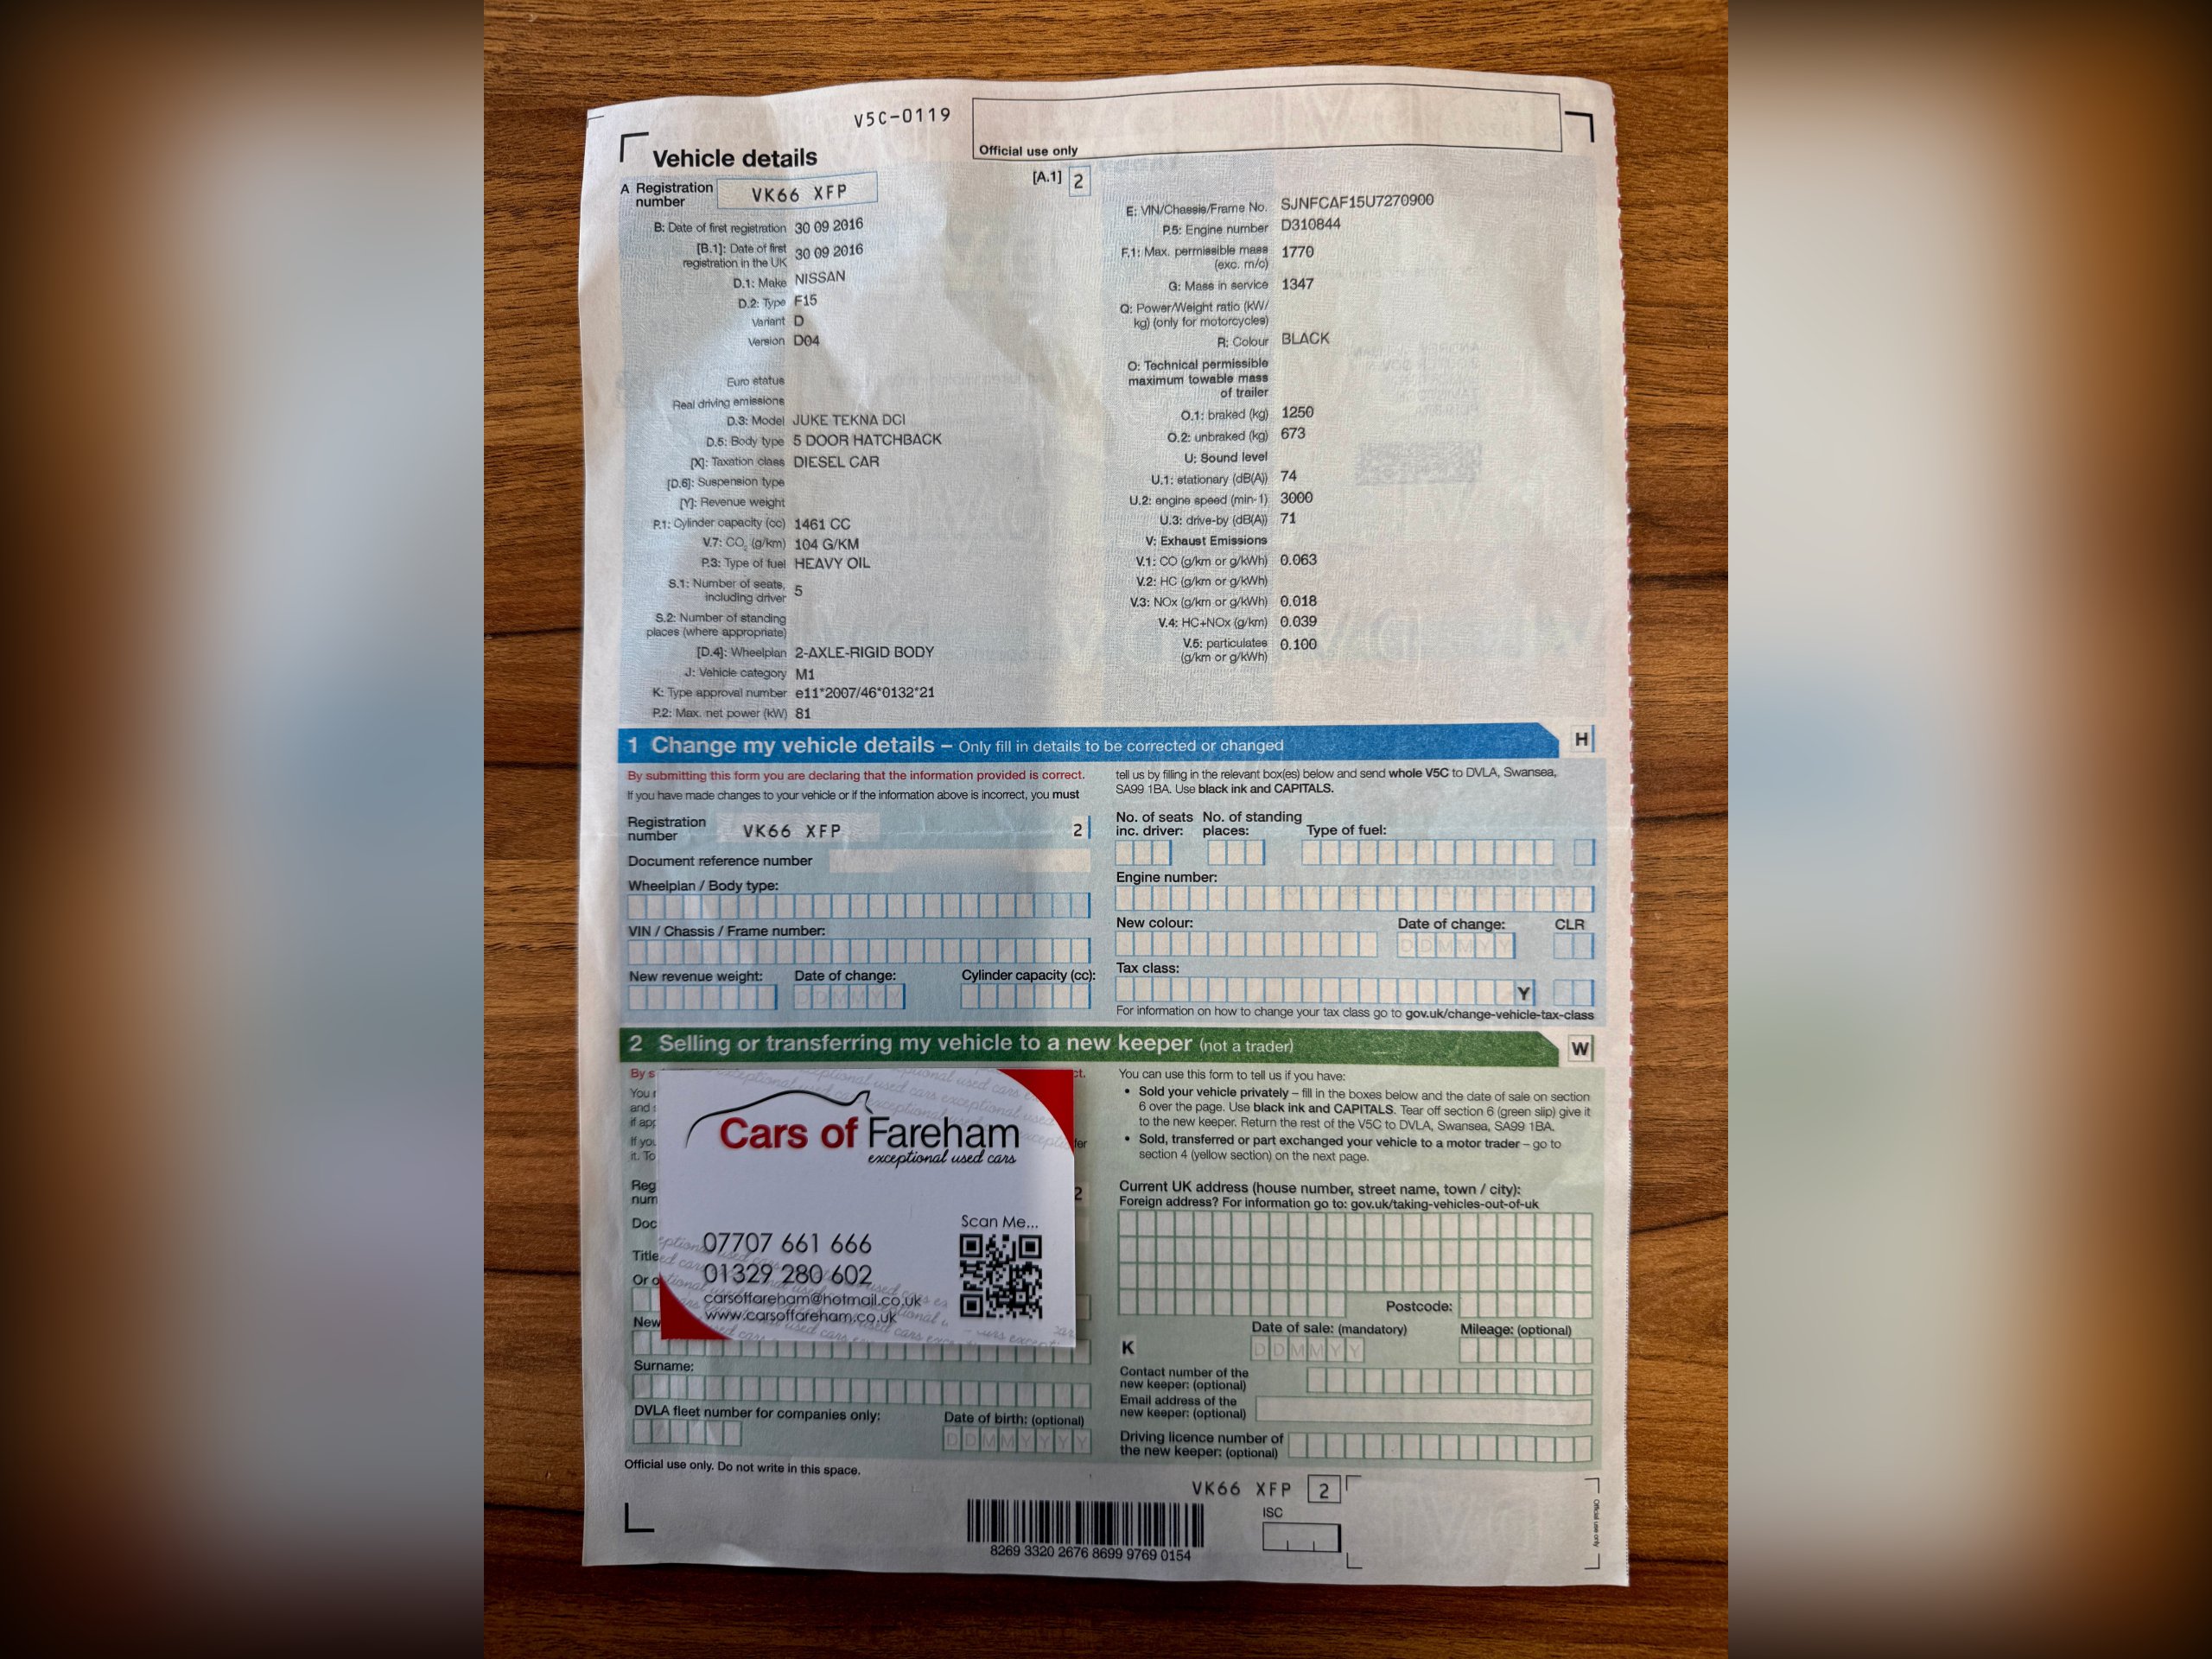 V5C-0119
Official use only
Vehicle details
A Registration number VK66 XFP
[A.1] 2
B: Date of first registration 30 09 2016
[B.1]: Date of first registration in the UK 30 09 2016
D.1: Make NISSAN
D.2: Type F15
Variant D
Version D04
Euro status
Real driving emissions
D.3: Model JUKE TEKNA DCI
D.5: Body type 5 DOOR HATCHBACK
[X]: Taxation class DIESEL CAR
[D.6]: Suspension type
[Y]: Revenue weight
P.1: Cylinder capacity (cc) 1461 CC
V.7: CO2 (g/km) 104 G/KM
P.3: Type of fuel HEAVY OIL
S.1: Number of seats, including driver 5
S.2: Number of standing places (where appropriate)
[D.4]: Wheelplan 2-AXLE-RIGID BODY
J: Vehicle category M1
K: Type approval number e11*2007/46*0132*21
P.2: Max. net power (kW) 81
E: VIN/Chassis/Frame No. SJNFCAF15U7270900
P.5: Engine number D310844
F.1: Max. permissible mass (exc. m/c) 1770
G: Mass in service 1347
Q: Power/Weight ratio (kW/kg) (only for motorcycles)
R: Colour BLACK
O: Technical permissible maximum towable mass of trailer
O.1: braked (kg) 1250
O.2: unbraked (kg) 673
U: Sound level
U.1: stationary (dB(A)) 74
U.2: engine speed (min-1) 3000
U.3: drive-by (dB(A)) 71
V: Exhaust Emissions
V.1: CO (g/km or g/kWh) 0.063
V.2: HC (g/km or g/kWh)
V.3: NOx (g/km or g/kWh) 0.018
V.4: HC+NOx (g/km) 0.039
V.5: particulates (g/km or g/kWh) 0.100
1 Change my vehicle details – Only fill in details to be corrected or changed
H
By submitting this form you are declaring that the information provided is correct.
If you have made changes to your vehicle or if the information above is incorrect, you must
tell us by filling in the relevant box(es) below and send whole V5C to DVLA, Swansea,
SA99 1BA. Use black ink and CAPITALS.
Registration number VK66 XFP 2
Document reference number
Wheelplan / Body type:
VIN / Chassis / Frame number:
New revenue weight: Date of change: Cylinder capacity (cc):
DDMMYY
No. of seats inc. driver: No. of standing places: Type of fuel:
Engine number:
New colour: Date of change: CLR
DDMMYY
Tax class:
Y
For information on how to change your tax class go to gov.uk/change-vehicle-tax-class
2 Selling or transferring my vehicle to a new keeper (not a trader)
W
Cars of Fareham
exceptional used cars
Scan Me...
07707 661 666
01329 280 602
carsoffareham@hotmail.co.uk
www.carsoffareham.co.uk
2
Title
New
Surname:
DVLA fleet number for companies only: Date of birth: (optional)
DDMMYYYY
You can use this form to tell us if you have:
• Sold your vehicle privately – fill in the boxes below and the date of sale on section
6 over the page. Use black ink and CAPITALS. Tear off section 6 (green slip) give it
to the new keeper. Return the rest of the V5C to DVLA, Swansea, SA99 1BA.
• Sold, transferred or part exchanged your vehicle to a motor trader – go to
section 4 (yellow section) on the next page.
Current UK address (house number, street name, town / city):
Foreign address? For information go to: gov.uk/taking-vehicles-out-of-uk
Postcode:
K
Date of sale: (mandatory) Mileage: (optional)
DDMMYY
Contact number of the new keeper: (optional)
Email address of the new keeper: (optional)
Driving licence number of the new keeper: (optional)
Official use only. Do not write in this space.
VK66 XFP 2
ISC
8269 3320 2676 8699 9769 0154
Official use only